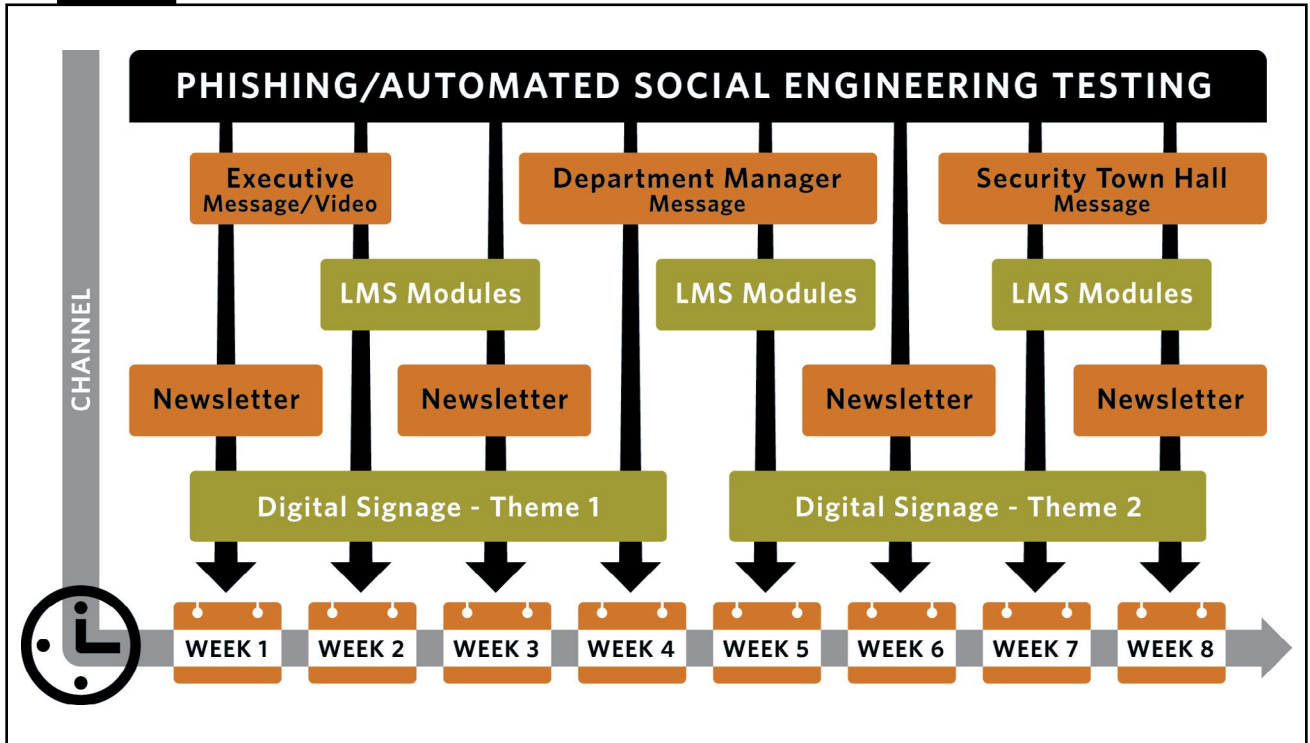 PHISHING/AUTOMATED SOCIAL ENGINEERING TESTING
Executive
Message/Video
Department Manager
Message
Security Town Hall
Message
LMS Modules
LMS Modules
LMS Modules
CHANNEL
Newsletter
Newsletter
Newsletter
Newsletter
Digital Signage - Theme 1
Digital Signage - Theme 2
WEEK 1
WEEK 2
WEEK 3
WEEK 4
WEEK 5
WEEK 6
WEEK 7
WEEK 8